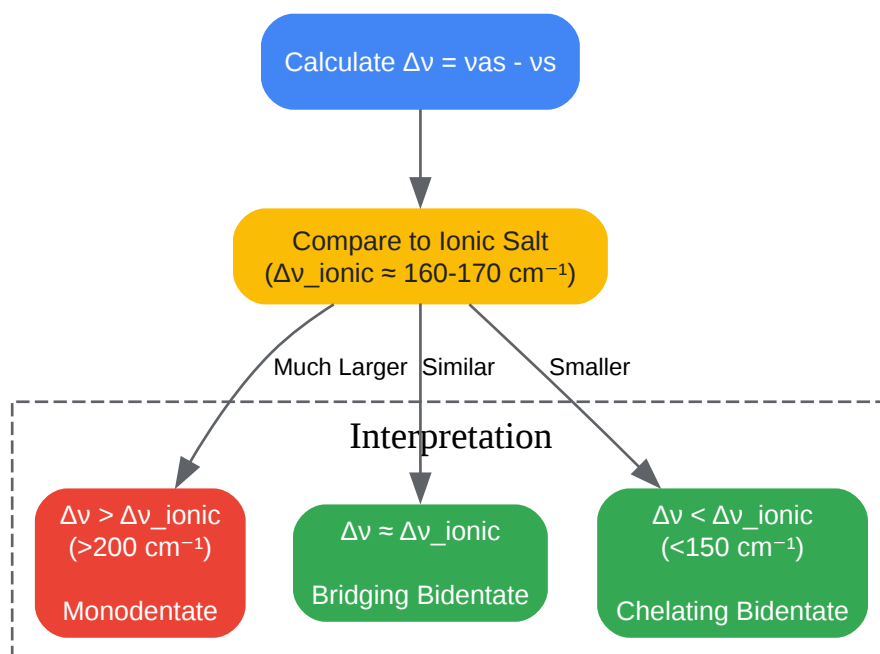 Calculate Δν = νas - νs
Compare to Ionic Salt
(Δν_ionic ≈ 160-170 cm⁻¹)
Much Larger
Similar
Smaller
Interpretation
Δν > Δν_ionic
(>200 cm⁻¹)
Monodentate
Δν ≈ Δν_ionic
Bridging Bidentate
Δν < Δν_ionic
(<150 cm⁻¹)
Chelating Bidentate